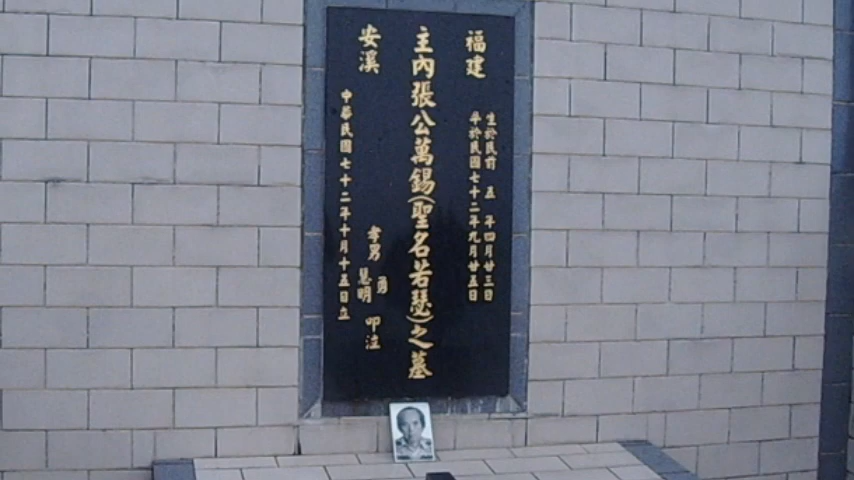 福建
生於民前五年四月廿三日
卒於民國七十二年九月廿五日
主內張公萬錫(聖名若瑟)之墓
安溪
孝男
勇
慧明
叩泣
中華民國七十二年十月十五日立